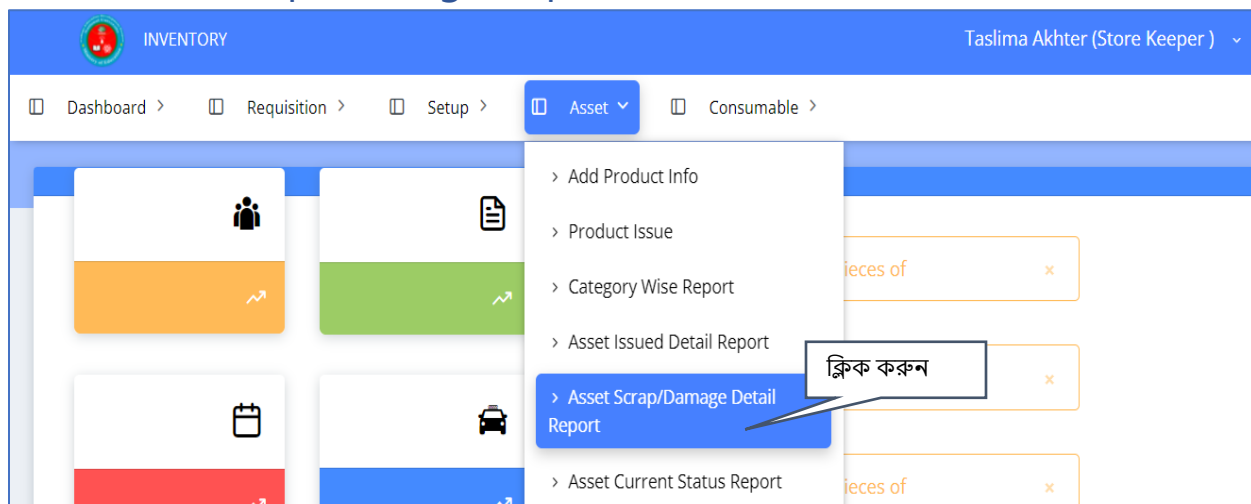 INVENTORY
Taslima Akhter (Store Keeper )
Dashboard
Requisition
Setup
Asset
Consumable
Add Product Info
Product Issue
ieces of
Category Wise Report
Asset Issued Detail Report
ক্লিক করুন
Asset Scrap/Damage Detail
Report
Asset Current Status Report
ieces of